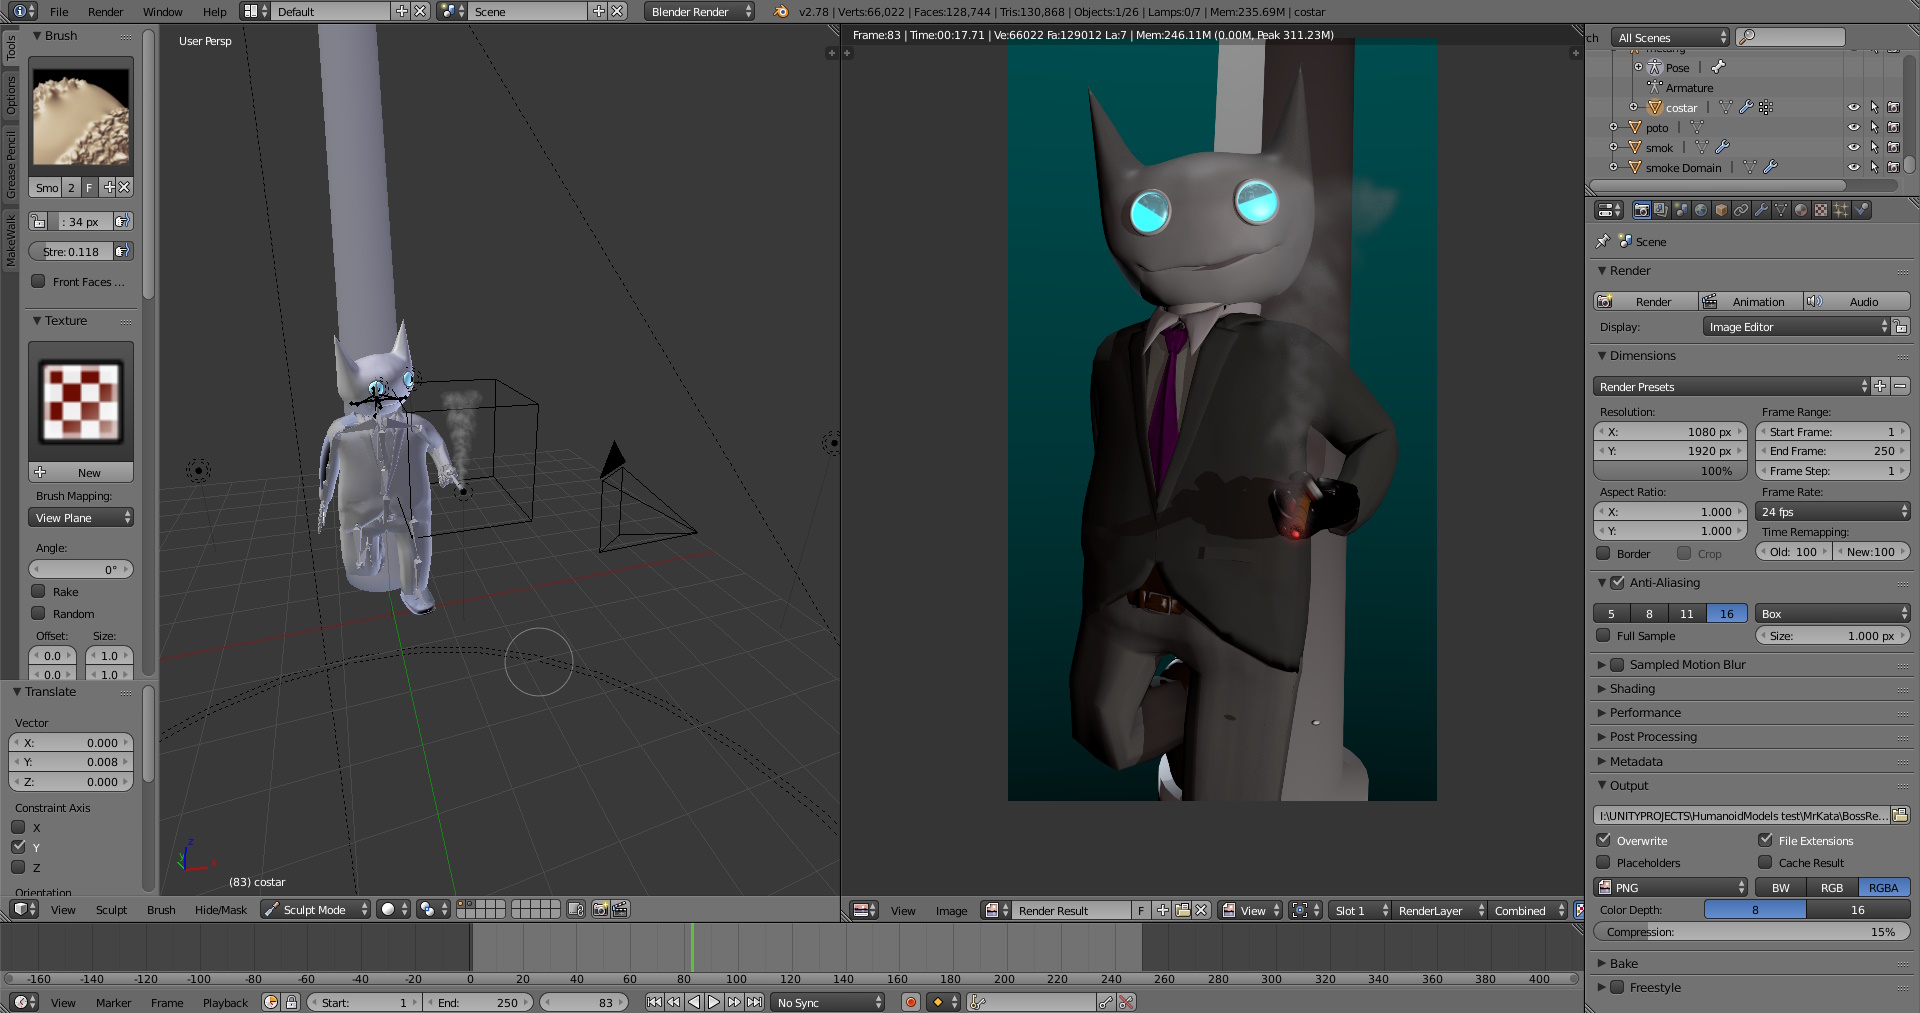 File Render Window Help Default Scene Blender Render v2.78 | Verts:66,022 | Faces:128,744 | Tris:130,868 | Objects:1/26 | Lamps:0/7 | Mem:235.69M | costar
Tools
Options
Grease Pencil
MakeWalk
Brush
Smo 2 F
: 34 px
Stre: 0.118
Front Faces ...
Texture
New
Brush Mapping:
View Plane
Angle:
0°
Rake
Random
Offset: Size:
0.0 1.0
0.0 1.0
Translate
Vector
X: 0.000
Y: 0.008
Z: 0.000
Constraint Axis
X
Y
Z
Orientation
User Persp
(83) costar
View Sculpt Brush Hide/Mask Sculpt Mode
Frame:83 | Time:00:17.71 | Ve:66022 Fa:129012 La:7 | Mem:246.11M (0.00M, Peak 311.23M)
View Image Render Result F View Slot 1 RenderLayer Combined
All Scenes
Pose
Armature
costar
poto
smok
smoke Domain
Scene
Render
Render Animation Audio
Display: Image Editor
Dimensions
Render Presets
Resolution: Frame Range:
X: 1080 px Start Frame: 1
Y: 1920 px End Frame: 250
100% Frame Step: 1
Aspect Ratio: Frame Rate:
X: 1.000 24 fps
Y: 1.000 Time Remapping:
Border Crop Old: 100 New:100
Anti-Aliasing
5 8 11 16 Box
Full Sample Size: 1.000 px
Sampled Motion Blur
Shading
Performance
Post Processing
Metadata
Output
I:\UNITYPROJECTS\HumanoidModels test\MrKata\BossRe...
Overwrite File Extensions
Placeholders Cache Result
PNG BW RGB RGBA
Color Depth: 8 16
Compression: 15%
Bake
Freestyle
-160 -140 -120 -100 -80 -60 -40 -20 0 20 40 60 80 100 120 140 160 180 200 220 240 260 280 300 320 340 360 380 400
View Marker Frame Playback Start: 1 End: 250 83 No Sync